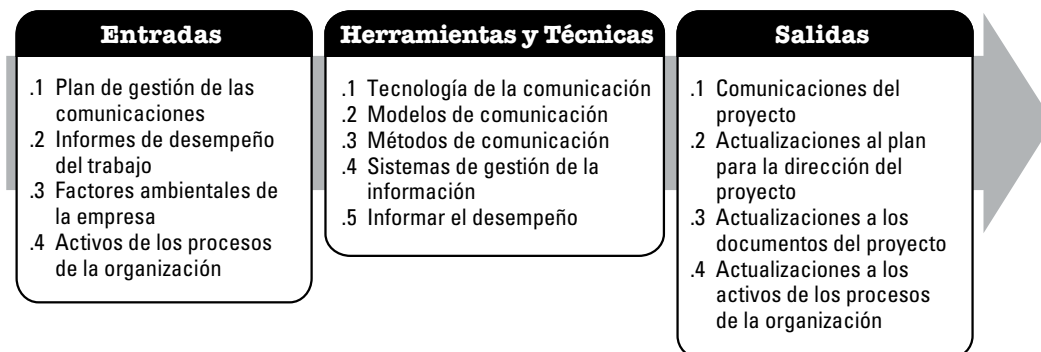 Entradas
.1 Plan de gestión de las
comunicaciones
.2 Informes de desempeño
del trabajo
.3 Factores ambientales de
la empresa
.4 Activos de los procesos
de la organización
Herramientas y Técnicas
.1 Tecnología de la comunicación
.2 Modelos de comunicación
.3 Métodos de comunicación
.4 Sistemas de gestión de la
información
.5 Informar el desempeño
Salidas
.1 Comunicaciones del
proyecto
.2 Actualizaciones al plan
para la dirección del
proyecto
.3 Actualizaciones a los
documentos del proyecto
.4 Actualizaciones a los
activos de los procesos
de la organización